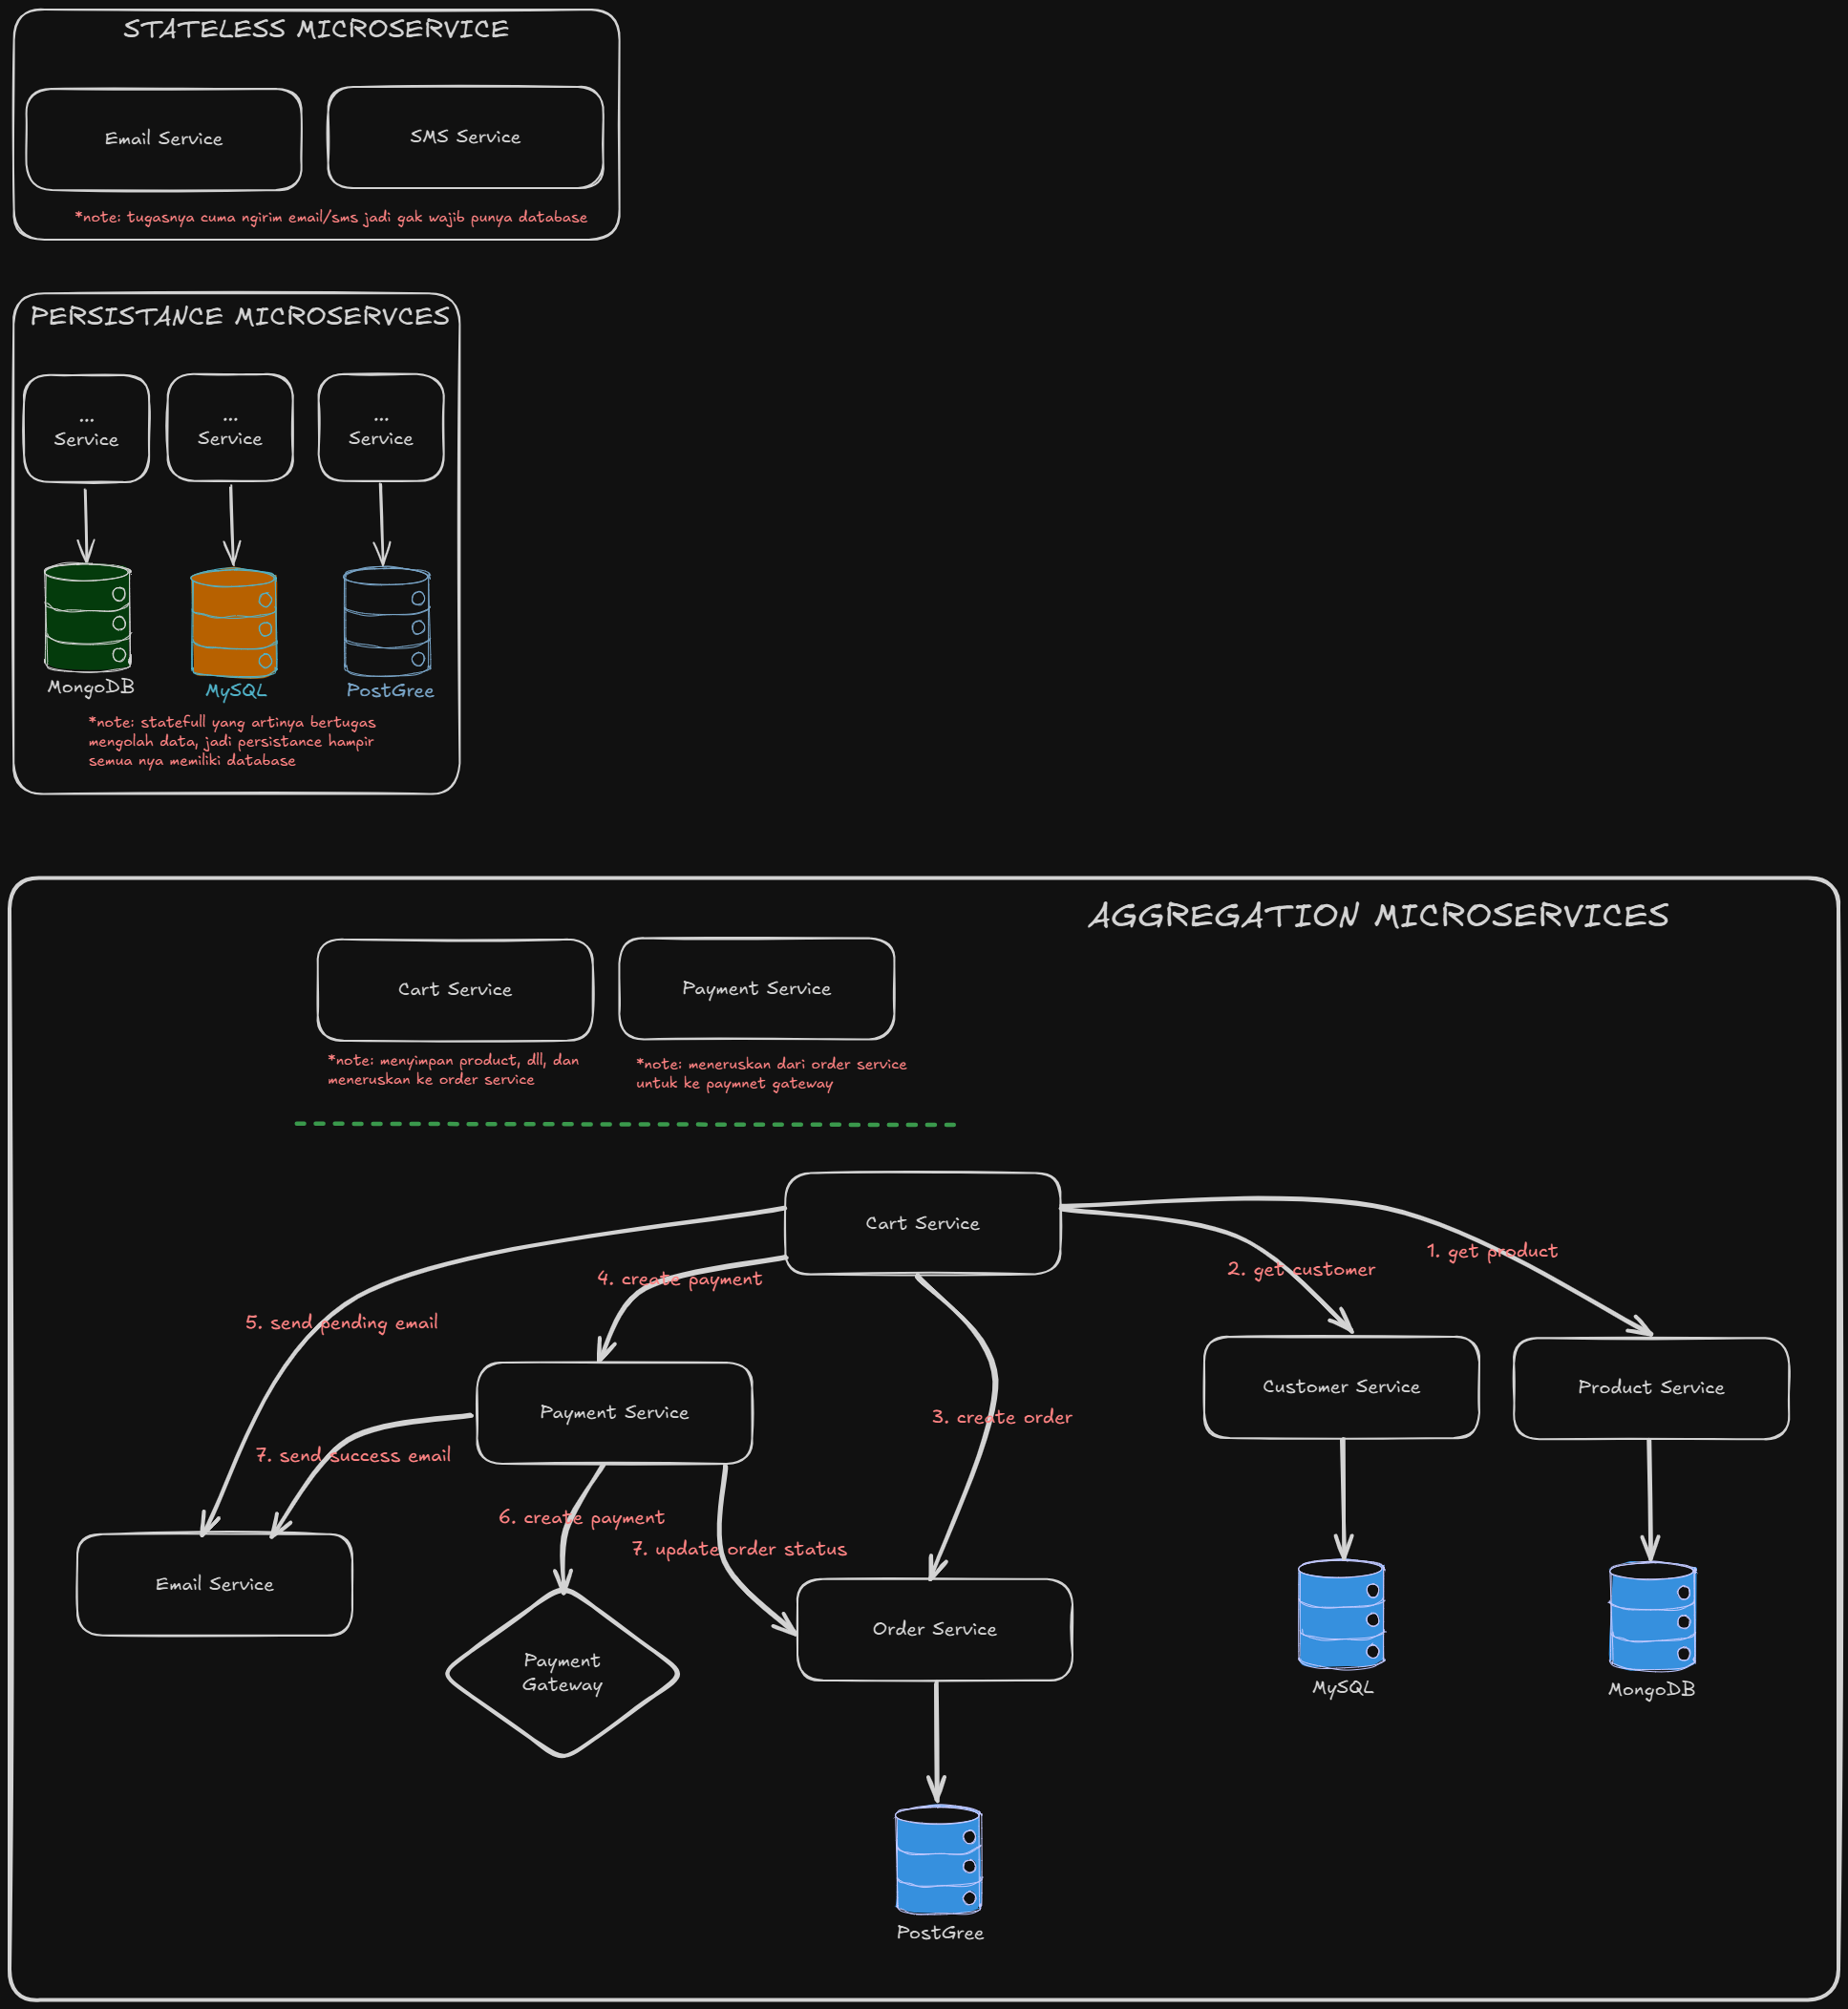 STATELESS MICROSERVICE
Email Service
SMS Service
*note: tugasnya cuma ngirim email/sms jadi gak wajib punya database
PERSISTANCE MICROSERVCES
...
Service
...
Service
...
Service
MongoDB
MySQL
PostGree
*note: statefull yang artinya bertugas
mengolah data, jadi persistance hampir
semua nya memiliki database
AGGREGATION MICROSERVICES
Cart Service
Payment Service
*note: menyimpan product, dll, dan
meneruskan ke order service
*note: meneruskan dari order service
untuk ke paymnet gateway
Cart Service
1. get product
2. get customer
4. create payment
5. send pending email
Customer Service
Product Service
Payment Service
3. create order
7. send success email
6. create payment
7. update order status
Email Service
Order Service
Payment
Gateway
MySQL
MongoDB
PostGree